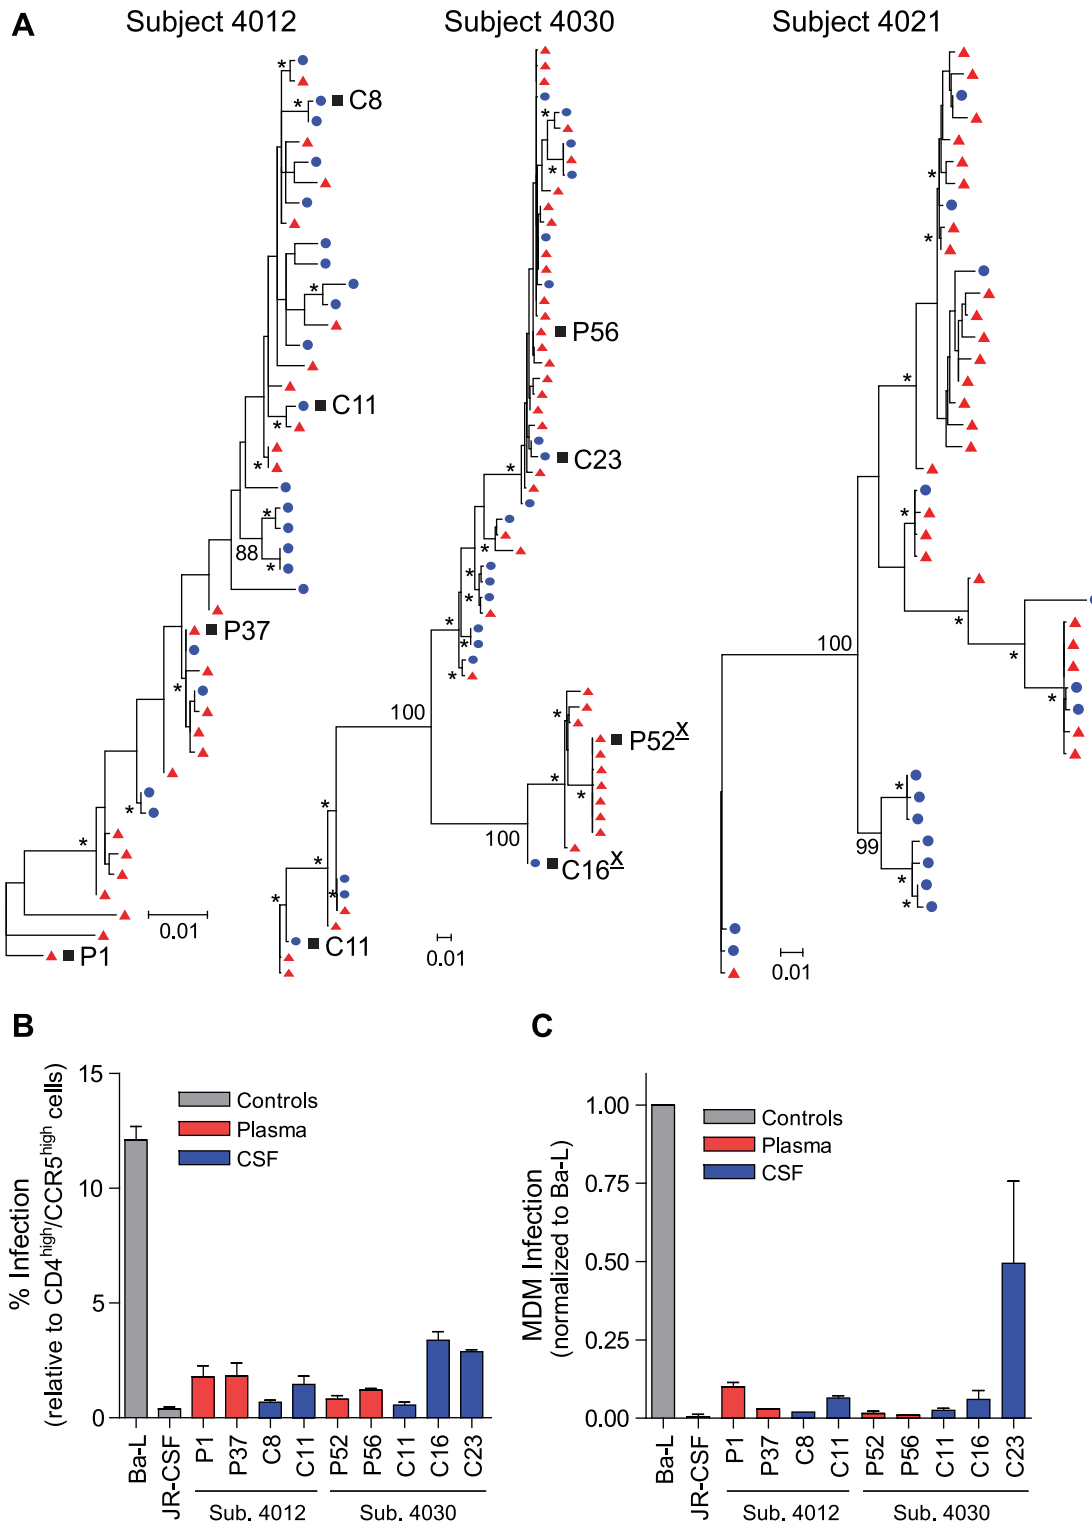 A
Subject 4012
Subject 4030
Subject 4021
*
* C8
*
* C11
*
*
88
*
P37
*
*
*
0.01
P1
*
*
P56
C23
*
*
*
*
*
*
*
100
*
P52X
*
*
100
C16X
*
*
*
*
C11
0.01
*
*
*
*
*
*
100
*
*
99
*
*
0.01
B
15
10
5
0
% Infection
(relative to CD4high/CCR5high cells)
Controls
Plasma
CSF
Ba-L
JR-CSF
P1
P37
C8
C11
P52
P56
C11
C16
C23
Sub. 4012
Sub. 4030
C
1.00
0.75
0.50
0.25
0.00
MDM Infection
(normalized to Ba-L)
Controls
Plasma
CSF
Ba-L
JR-CSF
P1
P37
C8
C11
P52
P56
C11
C16
C23
Sub. 4012
Sub. 4030